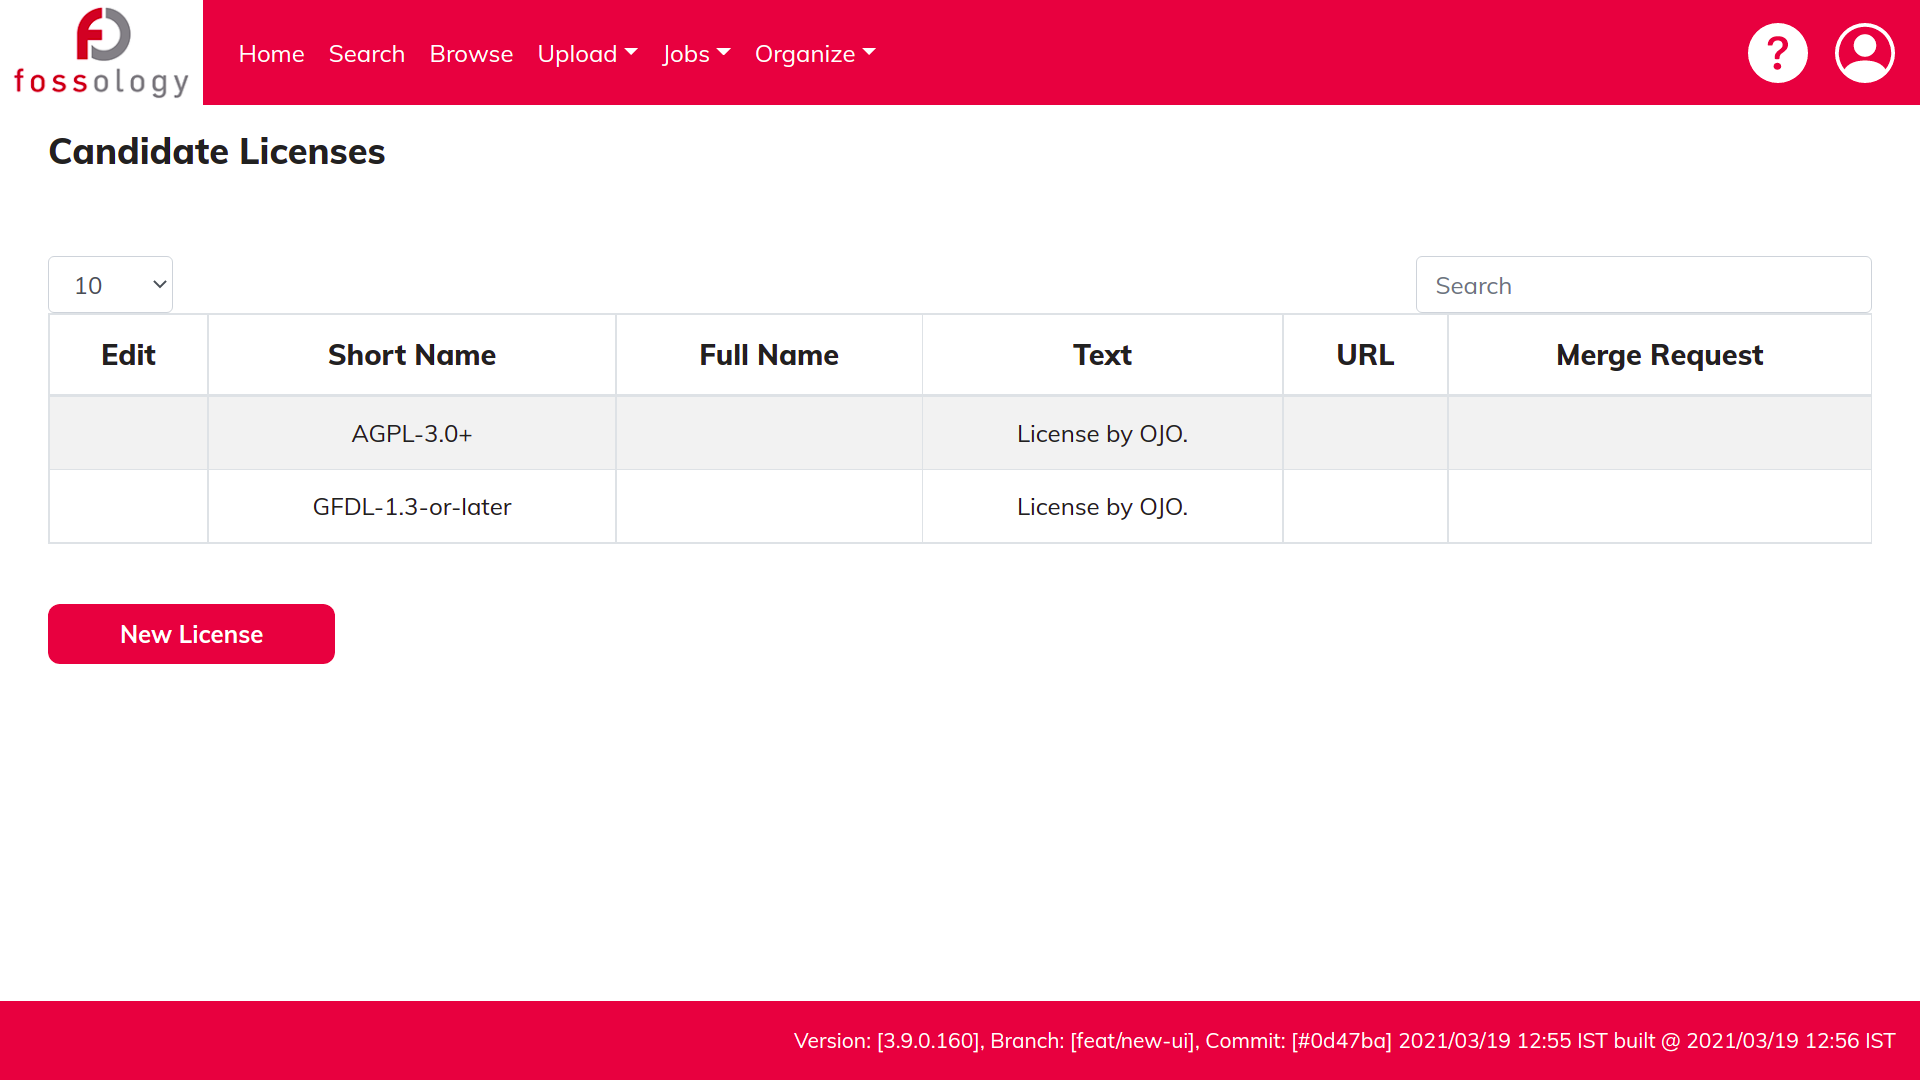 fossology
Home Search Browse Upload Jobs Organize
?
Candidate Licenses
10
Search
Edit Short Name Full Name Text URL Merge Request
AGPL-3.0+ License by OJO.
GFDL-1.3-or-later License by OJO.
New License
Version: [3.9.0.160], Branch: [feat/new-ui], Commit: [#0d47ba] 2021/03/19 12:55 IST built @ 2021/03/19 12:56 IST